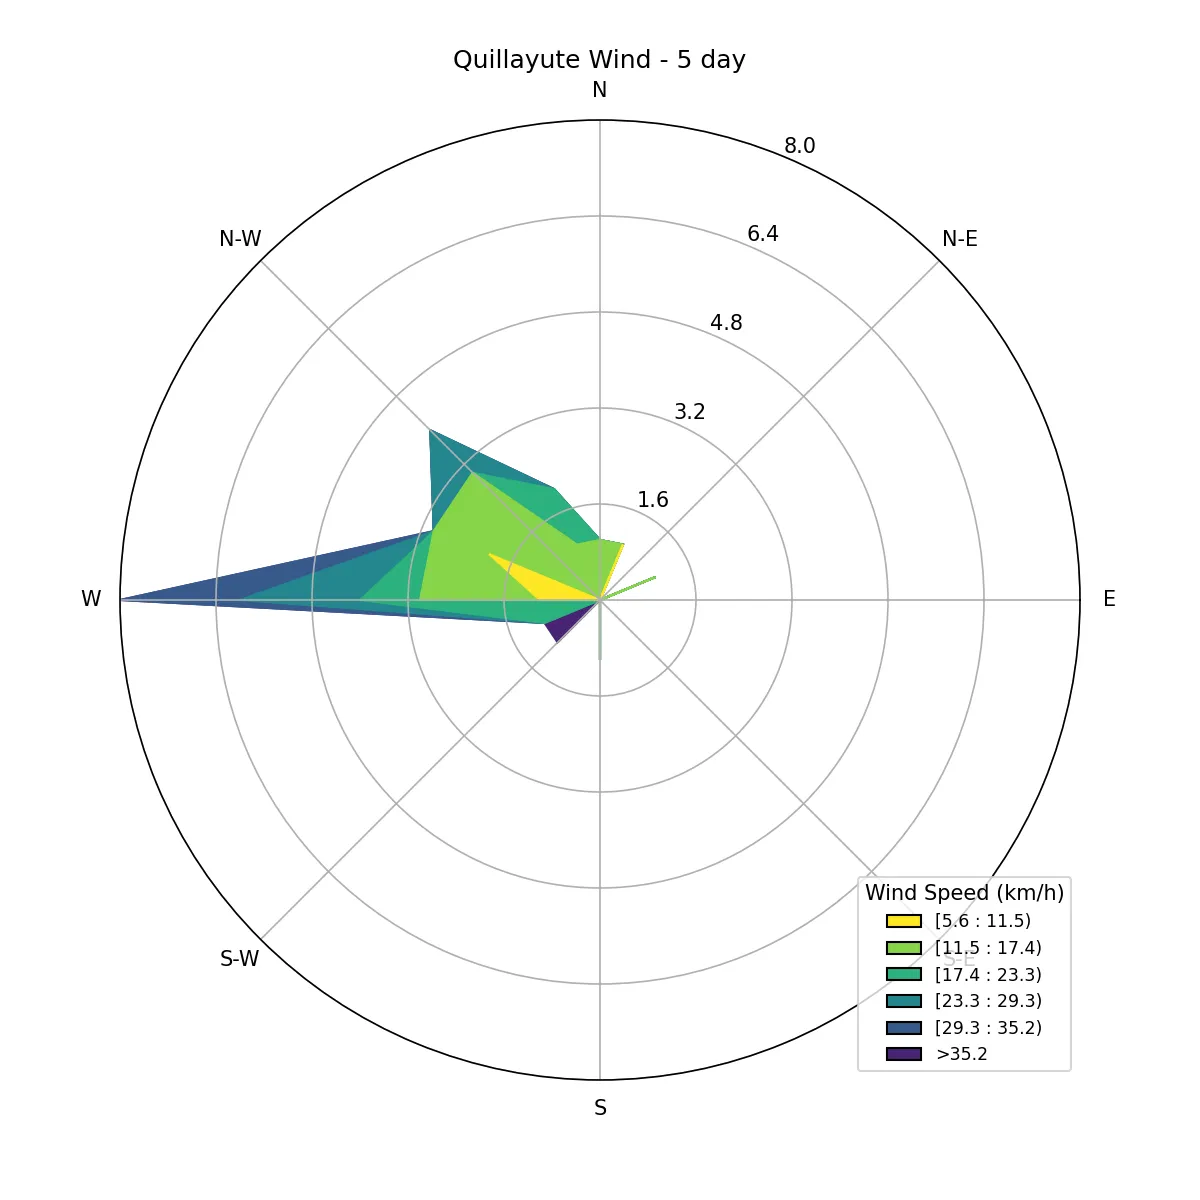 Quillayute Wind - 5 day
N
8.0
6.4
N-W
N-E
4.8
3.2
1.6
W
E
Wind Speed (km/h)
[5.6 : 11.5)
[11.5 : 17.4)
S-W
S-E
[17.4 : 23.3)
[23.3 : 29.3)
[29.3 : 35.2)
>35.2
S